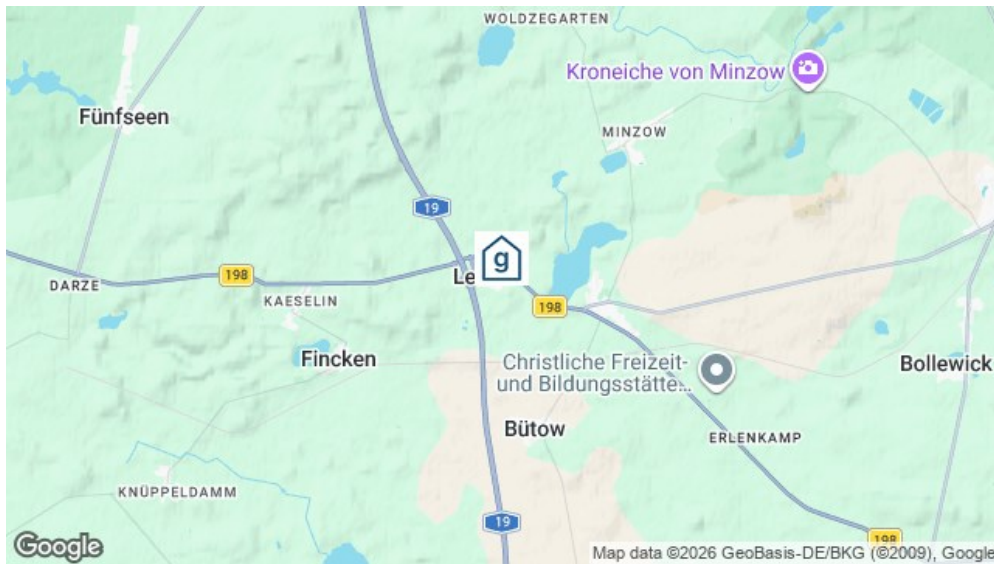 WOLDZEGARTEN
Kroneiche von Minzow
Fünfseen
MINZOW
19
Le
g
198
DARZE
KAESELIN
198
Fincken
Christliche Freizeit-
und Bildungsstätte...
Bollewick
Bütow
ERLENKAMP
KNÜPPELDAMM
19
198
Google
Map data ©2026 GeoBasis-DE/BKG (©2009), Google